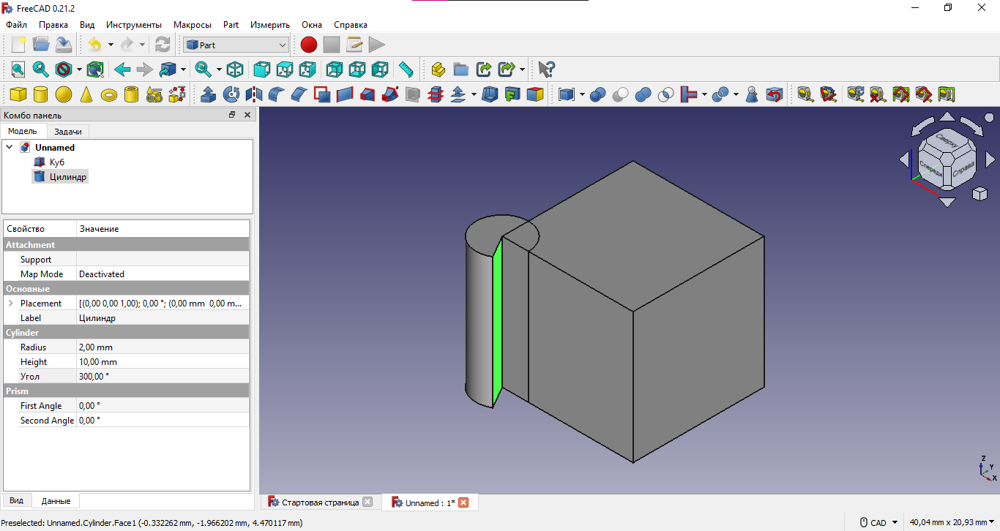 FreeCAD 0.21.2
Файл Правка Вид Инструменты Макросы Part Измерить Окна Справка
Part
Комбо панель
Модель Задачи
Unnamed
Куб
Цилиндр
Свойство Значение
Attachment
Support
Map Mode Deactivated
Основные
Placement [(0,00 0,00 1,00); 0,00 °; (0,00 mm 0,00 m...
Label Цилиндр
Cylinder
Radius 2,00 mm
Height 10,00 mm
Угол 300,00 °
Prism
First Angle 0,00 °
Second Angle 0,00 °
Сверху
Спереди Справа
Z
Y
X
Вид Данные
Стартовая страница Unnamed : 1*
Preselected: Unnamed.Cylinder.Face1 (-0.332262 mm, -1.966202 mm, 4.470117 mm) CAD 40,04 mm x 20,93 mm